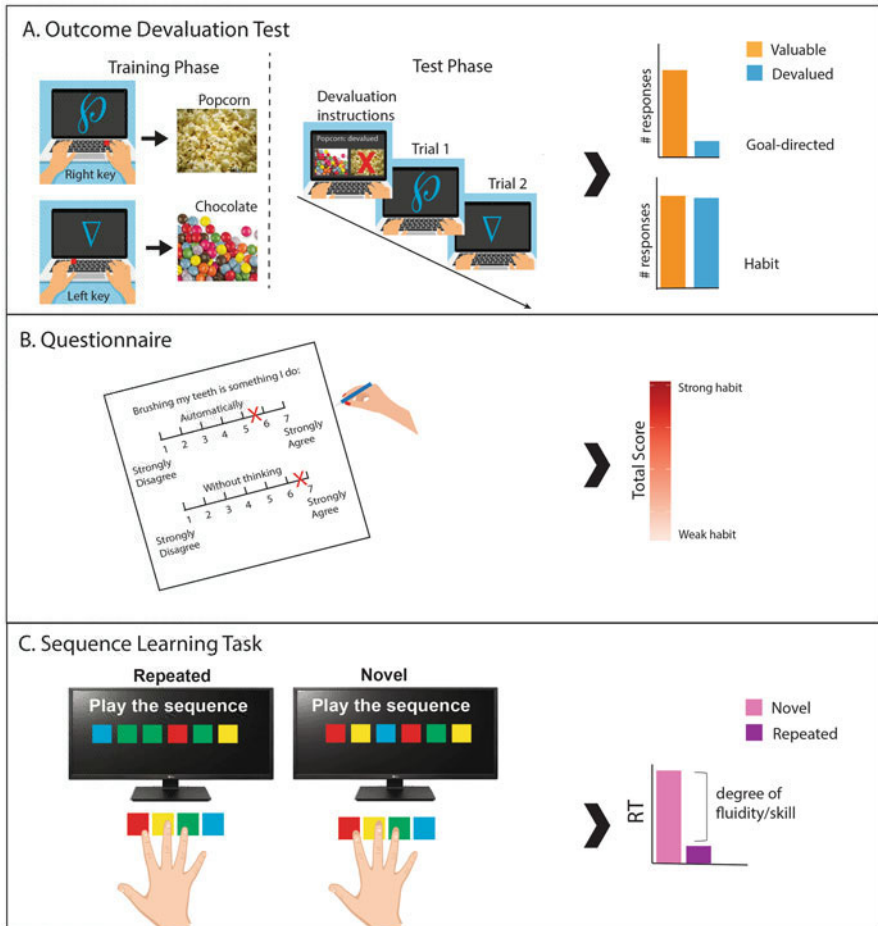 A. Outcome Devaluation Test
Training Phase
Popcorn
Right key
Chocolate
Left key
Test Phase
Devaluation
instructions
Popcorn: devalued
Trial 1
Trial 2
# responses
Valuable
Devalued
Goal-directed
# responses
Habit
B. Questionnaire
Brushing my teeth is something I do:
Automatically
1 2 3 4 5 6 7
Strongly
Disagree
Strongly
Agree
Without thinking
1 2 3 4 5 6 7
Strongly
Disagree
Strongly
Agree
Total Score
Strong habit
Weak habit
C. Sequence Learning Task
Repeated
Play the sequence
Novel
Play the sequence
Novel
Repeated
RT
degree of
fluidity/skill